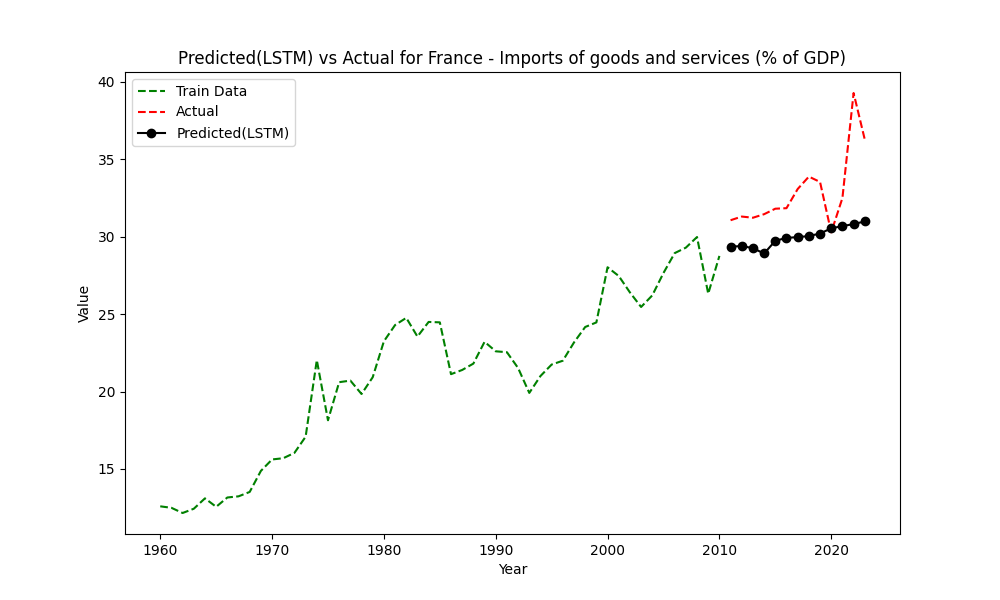 Predicted(LSTM) vs Actual for France - Imports of goods and services (% of GDP)
Train Data
Actual
Predicted(LSTM)
40
35
30
25
20
15
Value
1960 1970 1980 1990 2000 2010 2020
Year